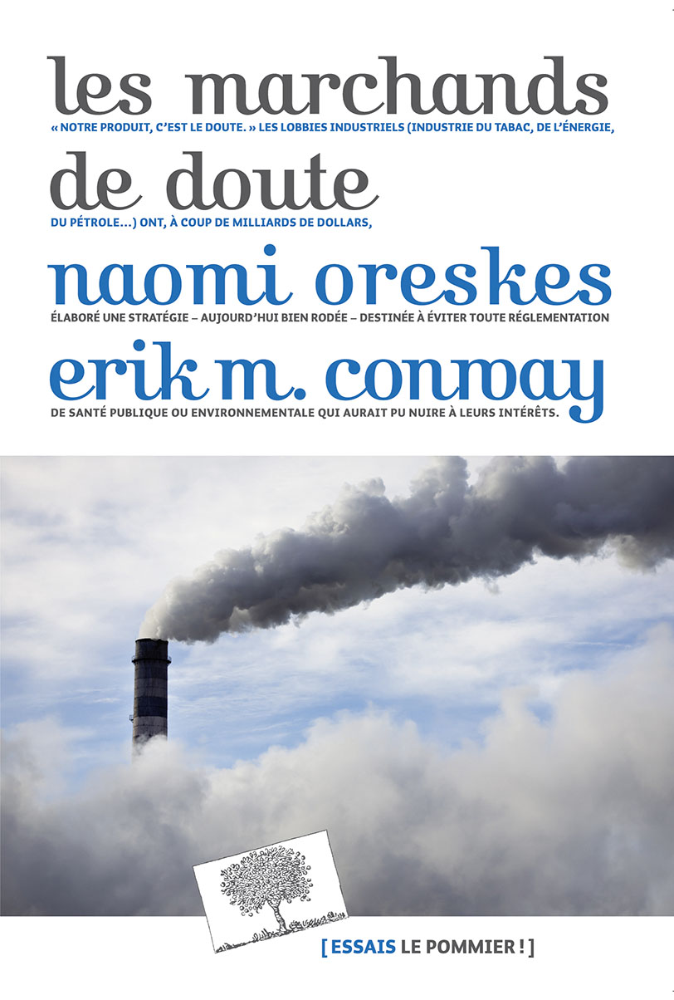 les marchands
« NOTRE PRODUIT, C’EST LE DOUTE. » LES LOBBIES INDUSTRIELS (INDUSTRIE DU TABAC, DE L’ÉNERGIE,
de doute
DU PÉTROLE...) ONT, À COUP DE MILLIARDS DE DOLLARS,
naomi oreskes
ÉLABORÉ UNE STRATÉGIE – AUJOURD’HUI BIEN RODÉE – DESTINÉE À ÉVITER TOUTE RÉGLEMENTATION
erik m. conway
DE SANTÉ PUBLIQUE OU ENVIRONNEMENTALE QUI AURAIT PU NUIRE À LEURS INTÉRÊTS.
[ ESSAIS LE POMMIER ! ]